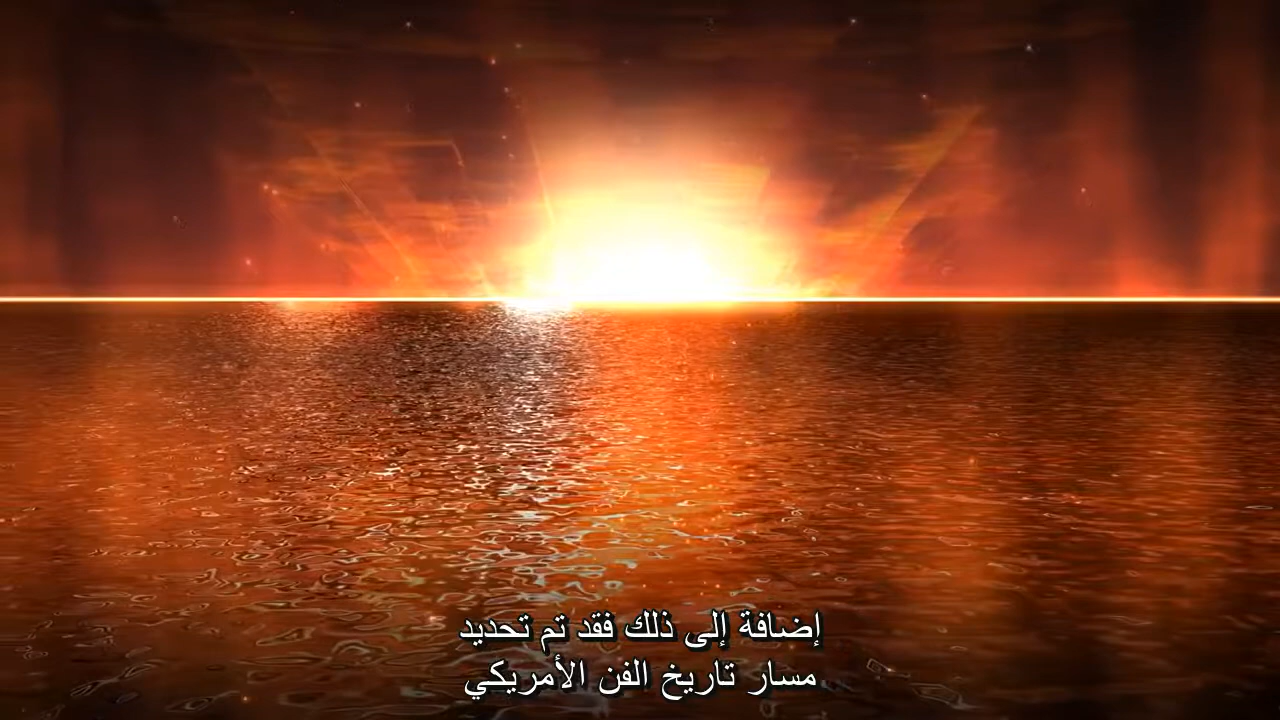 إضافة إلى ذلك فقد تم تحديد
مسار تاريخ الفن الأمريكي